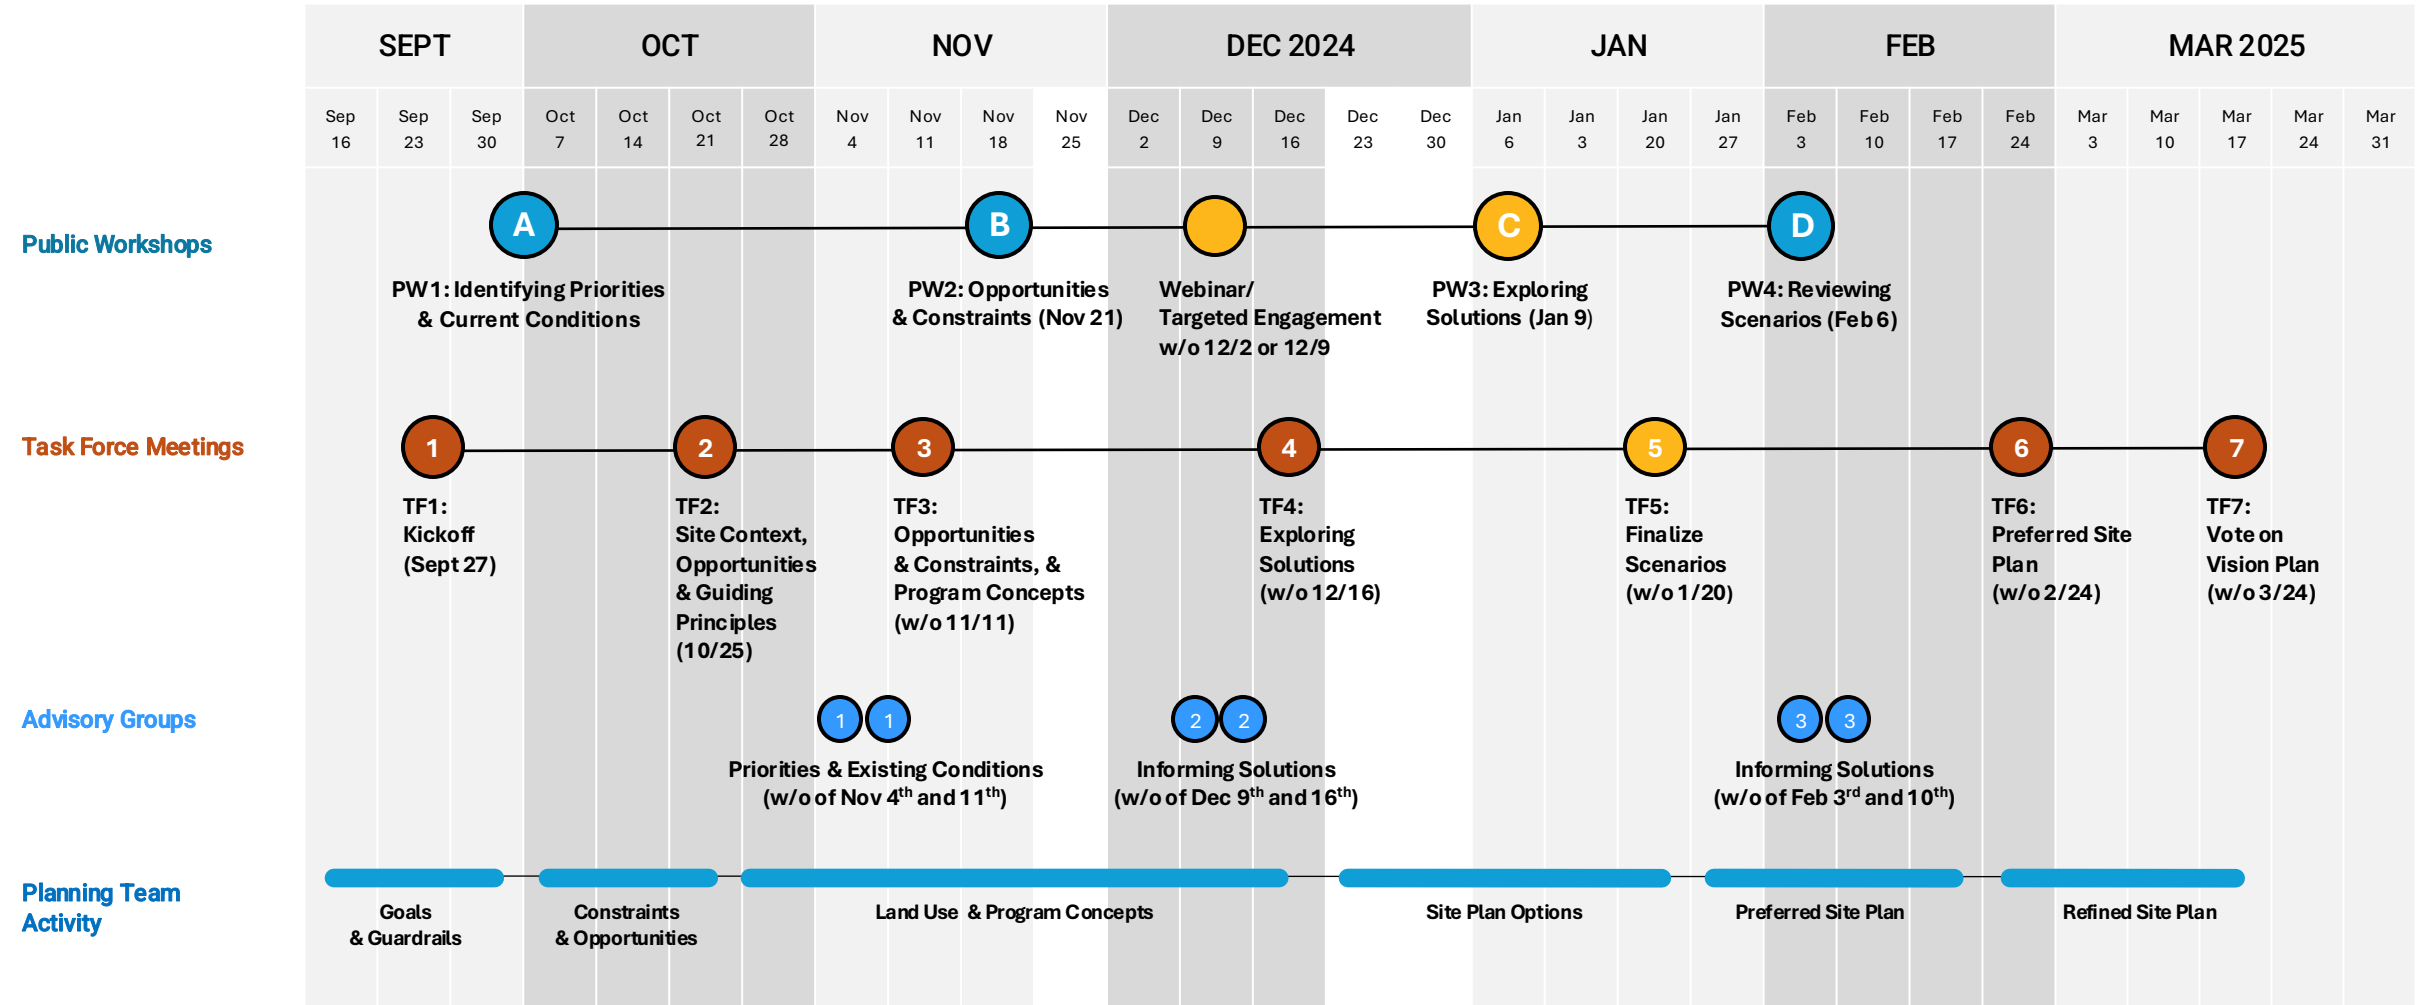 SEPT OCT NOV DEC 2024 JAN FEB MAR 2025
Sep Sep Sep Oct Oct Oct Oct Nov Nov Nov Nov Dec Dec Dec Dec Dec Jan Jan Jan Jan Feb Feb Feb Feb Mar Mar Mar Mar Mar
16 23 30 7 14 21 28 4 11 18 25 2 9 16 23 30 6 3 20 27 3 10 17 24 3 10 17 24 31
Public Workshops
A B C D
PW1: Identifying Priorities
& Current Conditions
PW2: Opportunities
& Constraints (Nov 21)
Webinar/
Targeted Engagement
w/o 12/2 or 12/9
PW3: Exploring
Solutions (Jan 9)
PW4: Reviewing
Scenarios (Feb 6)
Task Force Meetings
1 2 3 4 5 6 7
TF1:
Kickoff
(Sept 27)
TF2:
Site Context,
Opportunities
& Guiding
Principles
(10/25)
TF3:
Opportunities
& Constraints, &
Program Concepts
(w/o 11/11)
TF4:
Exploring
Solutions
(w/o 12/16)
TF5:
Finalize
Scenarios
(w/o 1/20)
TF6:
Preferred Site
Plan
(w/o 2/24)
TF7:
Vote on
Vision Plan
(w/o 3/24)
Advisory Groups
1 1 2 2 3 3
Priorities & Existing Conditions
(w/o of Nov 4th and 11th)
Informing Solutions
(w/o of Dec 9th and 16th)
Informing Solutions
(w/o of Feb 3rd and 10th)
Planning Team
Activity
Goals
& Guardrails
Constraints
& Opportunities
Land Use & Program Concepts
Site Plan Options
Preferred Site Plan
Refined Site Plan